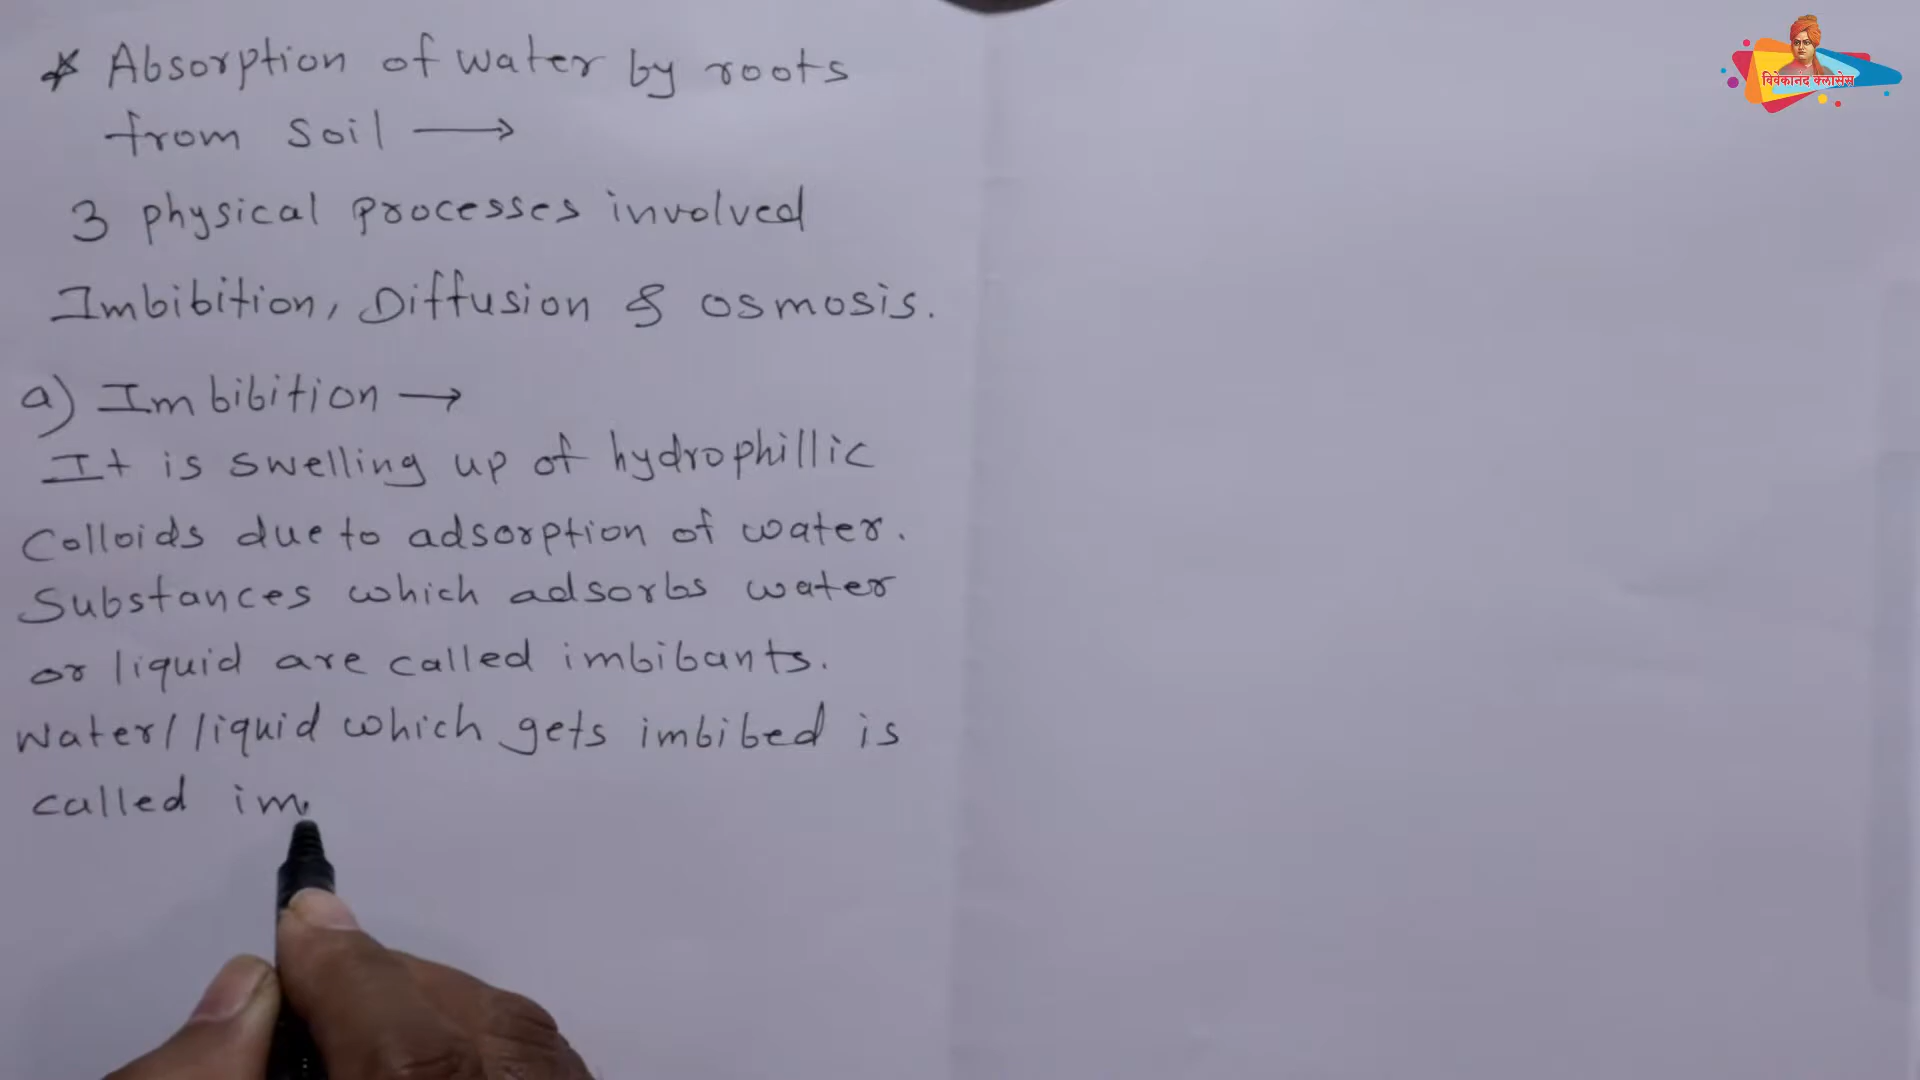 * Absorption of water by roots
from soil →
3 physical processes involved
Imbibition, Diffusion & osmosis.
a) Imbibition →
It is swelling up of hydrophillic
Colloids due to adsorption of water.
Substances which adsorbs water
or liquid are called imbibants.
Water/liquid which gets imbibed is
called im
विवेकानंद क्लासेस